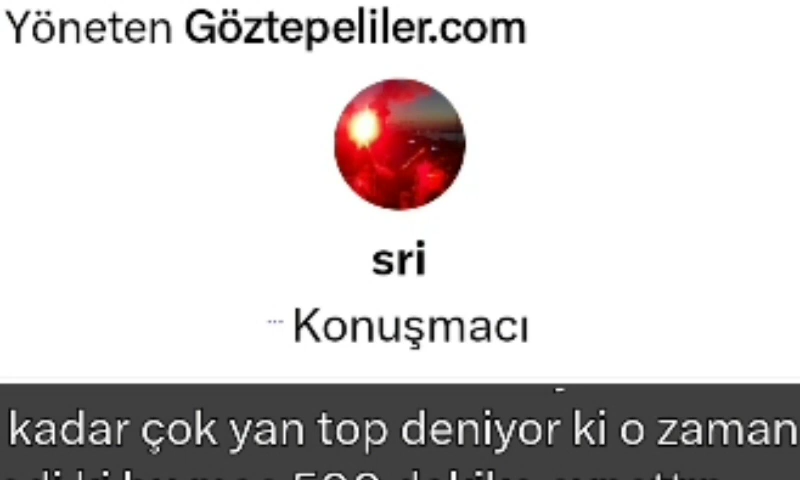 Yöneten Göztepeliler.com
sri
Konuşmacı
kadar çok yan top deniyor ki o zaman